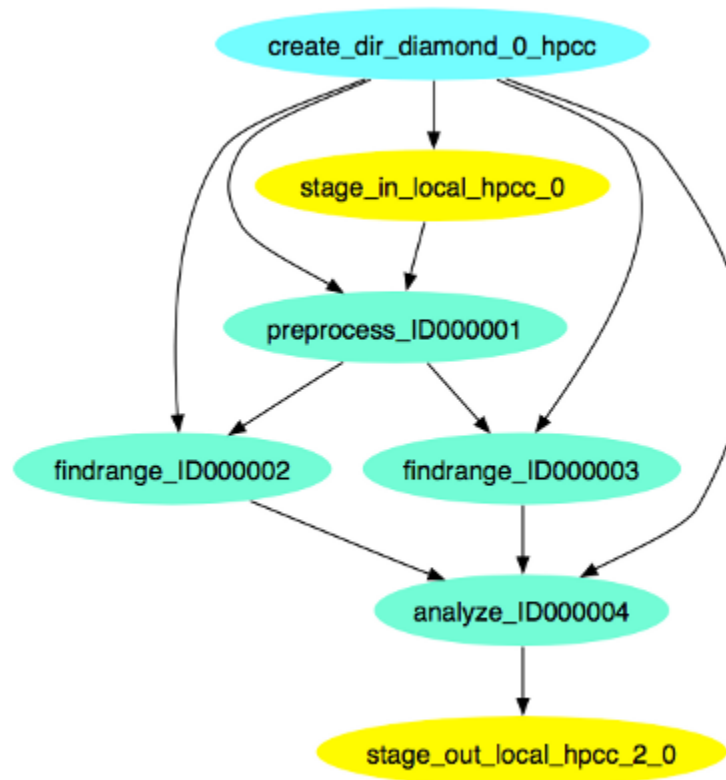 create_dir_diamond_0_hpcc
stage_in_local_hpcc_0
preprocess_ID000001
findrange_ID000002
findrange_ID000003
analyze_ID000004
stage_out_local_hpcc_2_0